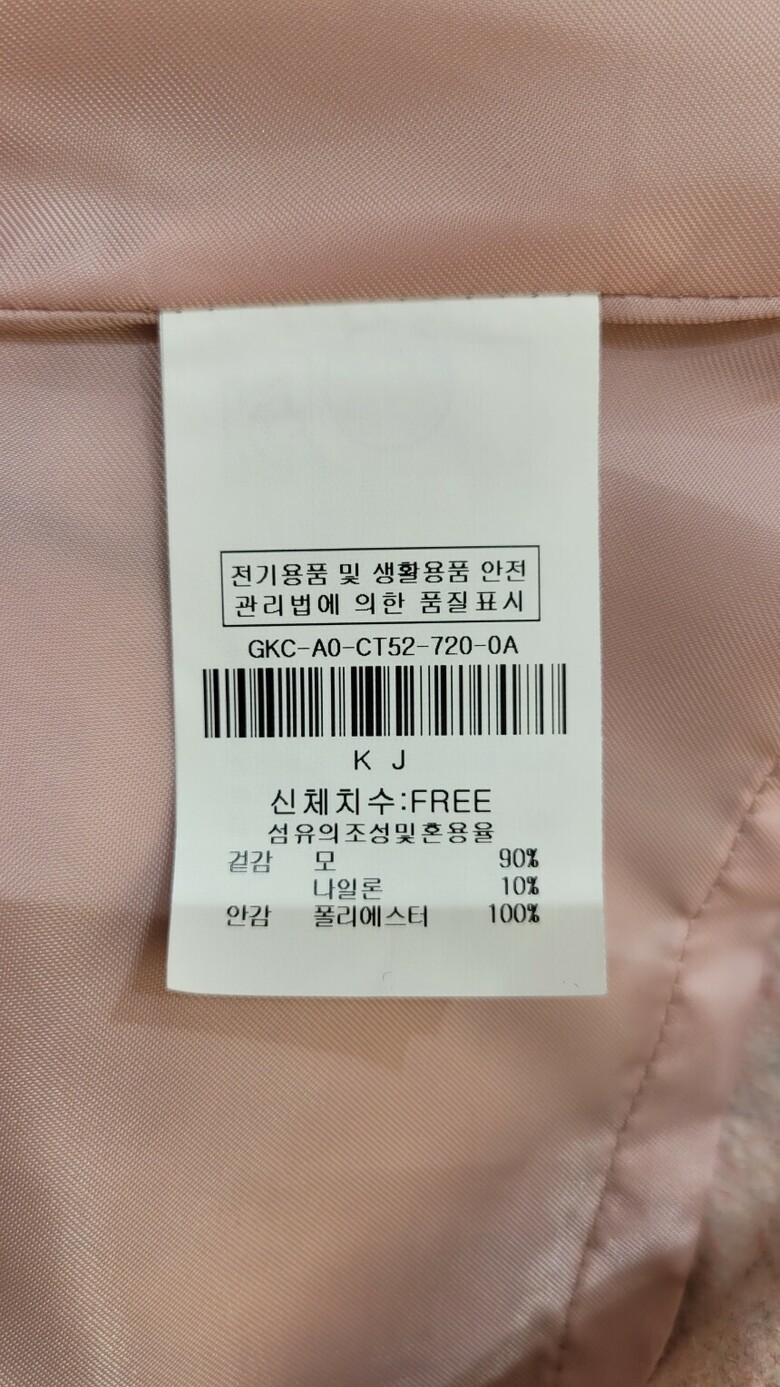 전기용품 및 생활용품 안전
관리법에 의한 품질표시
GKC-A0-CT52-720-0A
K J
신체치수:FREE
섬유의조성및혼용율
겉감 모 90%
나일론 10%
안감 폴리에스터 100%